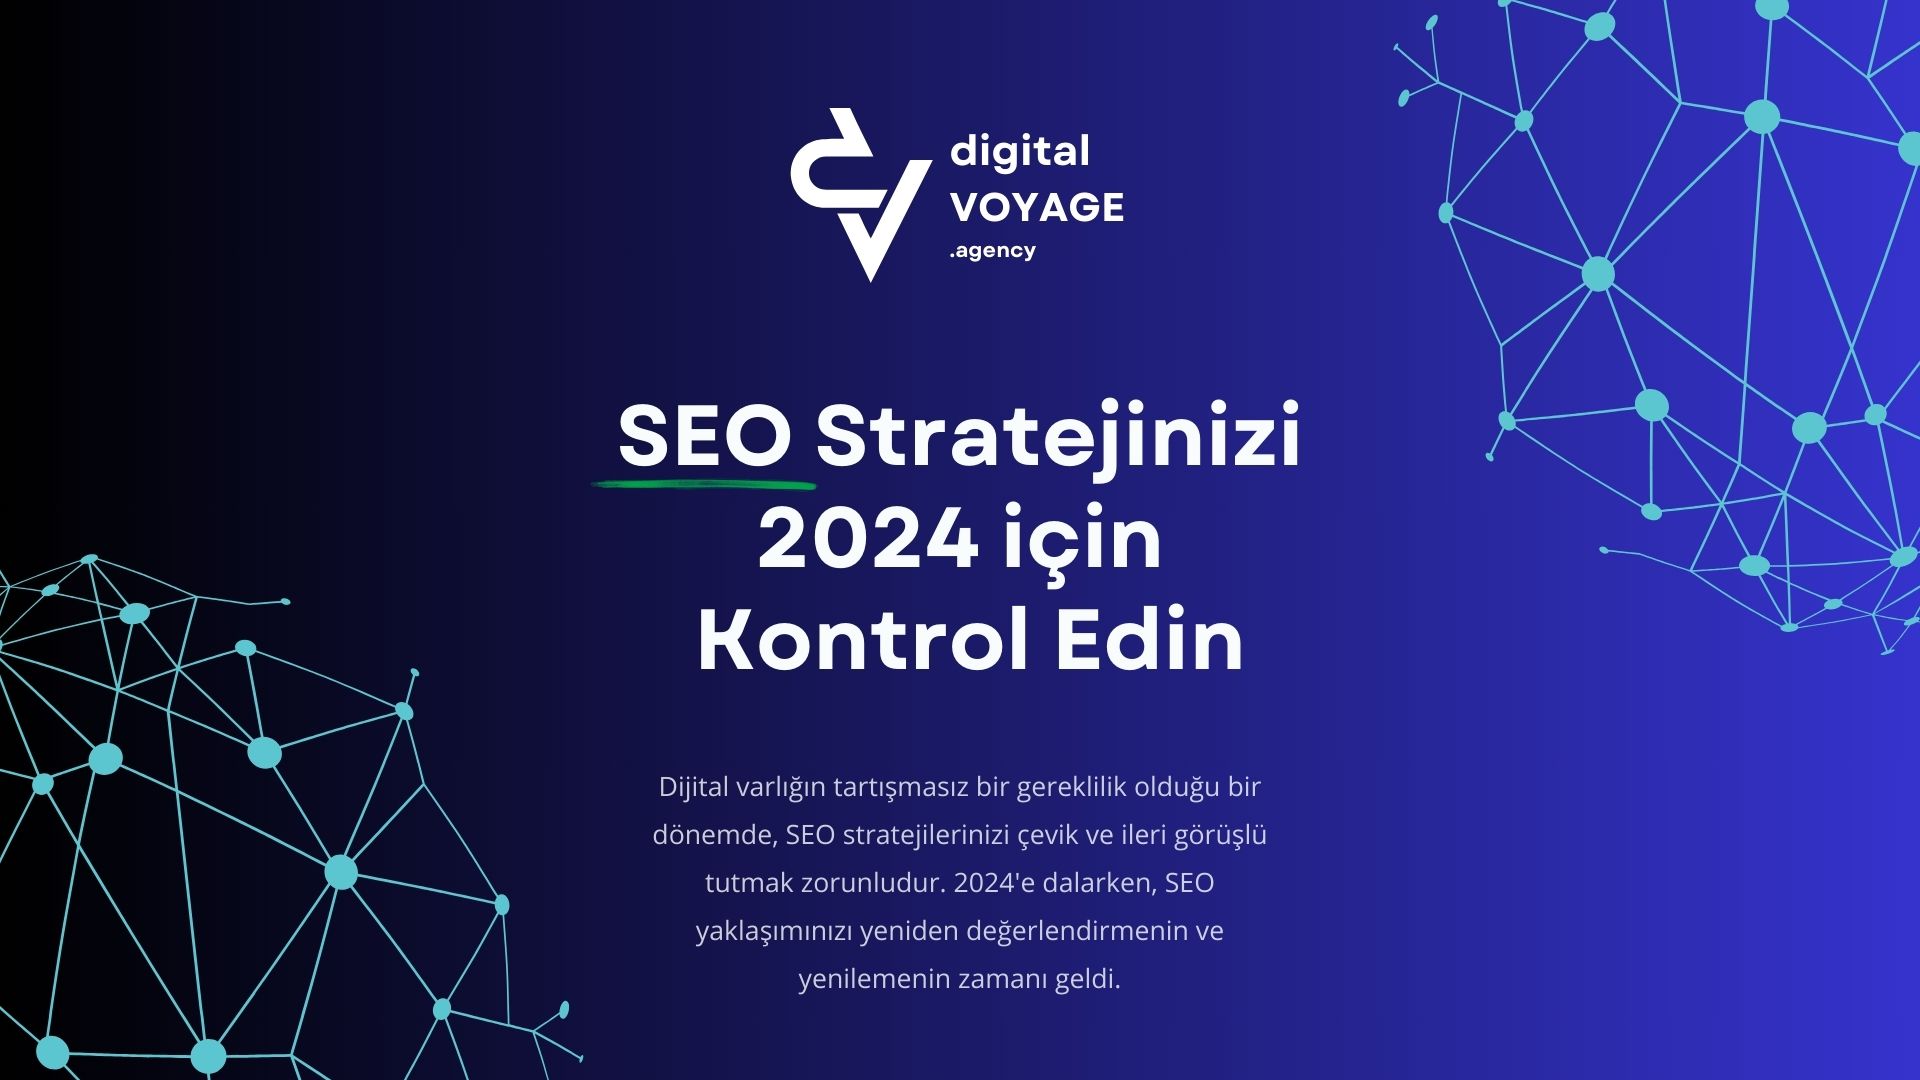 digital
VOYAGE
.agency
SEO Stratejinizi
2024 için
Kontrol Edin
Dijital varlığın tartışmasız bir gereklilik olduğu bir
dönemde, SEO stratejilerinizi çevik ve ileri görüşlü
tutmak zorunludur. 2024'e dalarken, SEO
yaklaşımınızı yeniden değerlendirmenin ve
yenilemenin zamanı geldi.